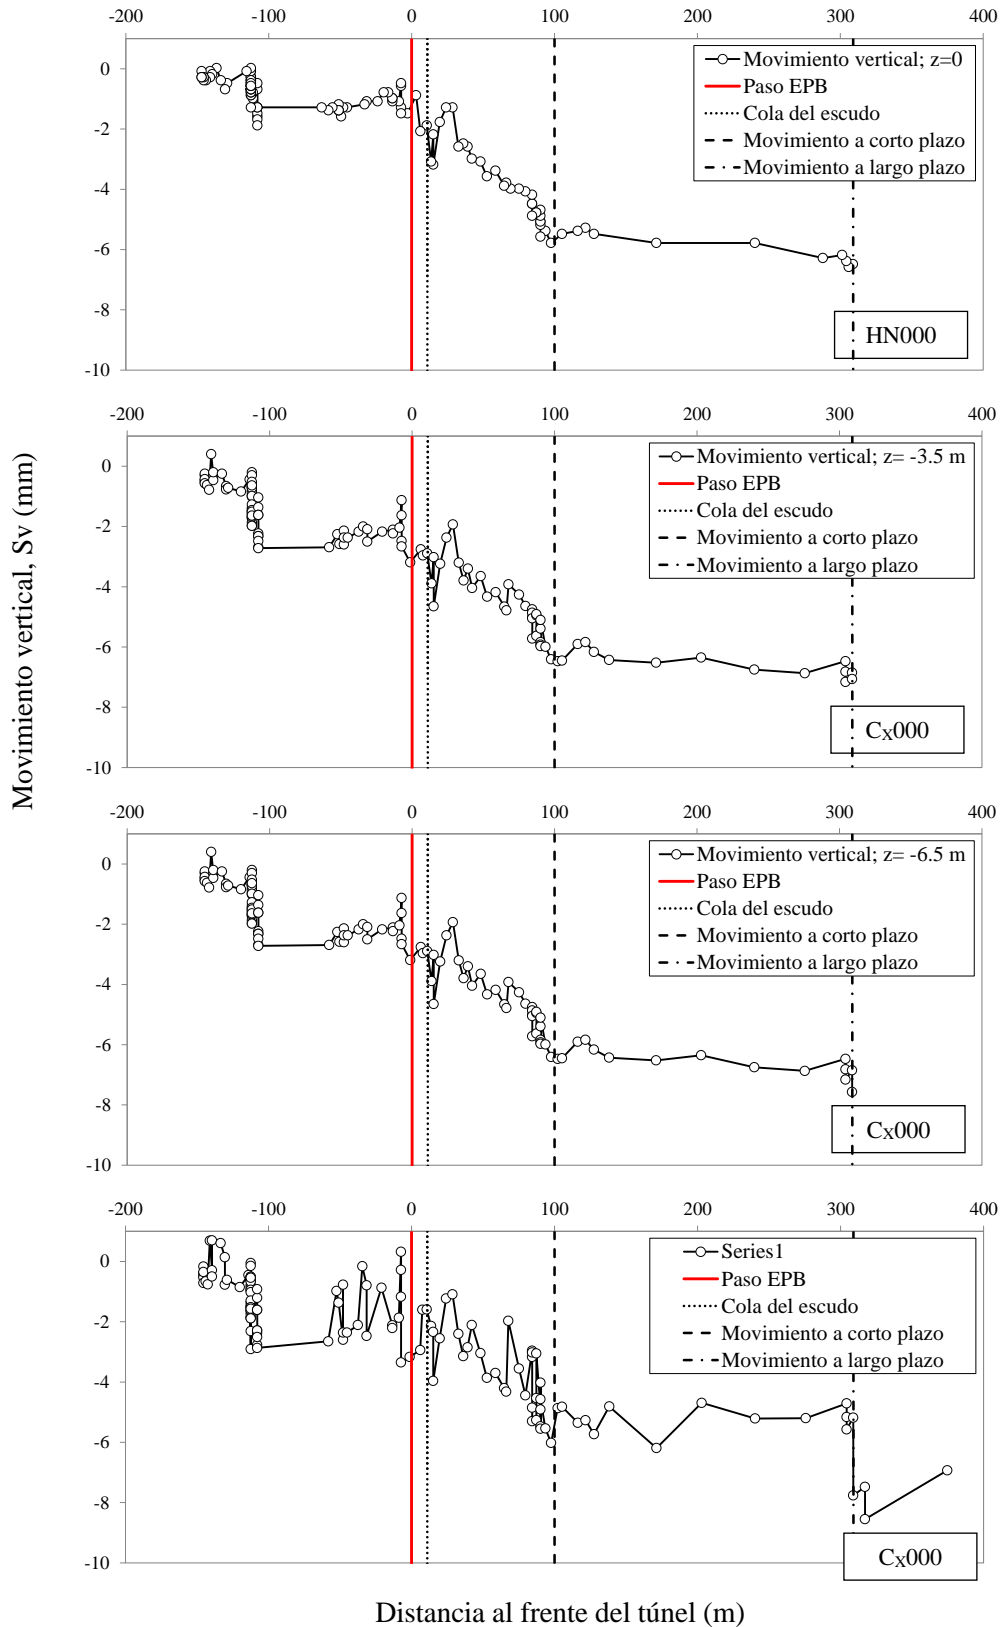 -200 -100 0 100 200 300 400
0
-2
-4
-6
-8
-10
Movimiento vertical; z=0
Paso EPB
Cola del escudo
Movimiento a corto plazo
Movimiento a largo plazo
HN000
-200 -100 0 100 200 300 400
0
-2
-4
-6
-8
-10
Movimiento vertical; z= -3.5 m
Paso EPB
Cola del escudo
Movimiento a corto plazo
Movimiento a largo plazo
CX000
Movimiento vertical, Sv (mm)
-200 -100 0 100 200 300 400
0
-2
-4
-6
-8
-10
Movimiento vertical; z= -6.5 m
Paso EPB
Cola del escudo
Movimiento a corto plazo
Movimiento a largo plazo
CX000
-200 -100 0 100 200 300 400
0
-2
-4
-6
-8
-10
Series1
Paso EPB
Cola del escudo
Movimiento a corto plazo
Movimiento a largo plazo
CX000
Distancia al frente del túnel (m)